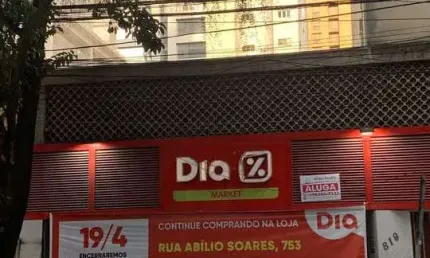 Dia %
MARKET
ALUGA
19/4
ENCERRAREMOS
CONTINUE COMPRANDO NA LOJA
RUA ABÍLIO SOARES, 753
Dia
819